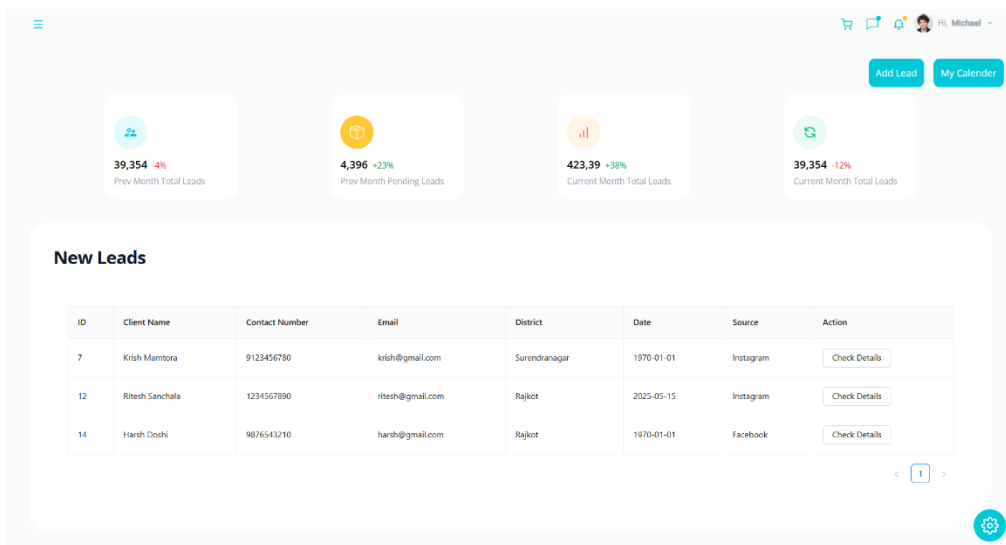 Hi, Michael
Add Lead
My Calender
39,354 -4%
Prev Month Total Leads
4,396 +23%
Prev Month Pending Leads
423,39 +38%
Current Month Total Leads
39,354 -12%
Current Month Total Leads
New Leads
ID Client Name Contact Number Email District Date Source Action
7 Krish Mamtora 9123456780 krish@gmail.com Surendranagar 1970-01-01 Instagram Check Details
12 Ritesh Sanchala 1234567890 ritesh@gmail.com Rajkot 2025-05-15 Instagram Check Details
14 Harsh Doshi 9876543210 harsh@gmail.com Rajkot 1970-01-01 Facebook Check Details
< 1 >